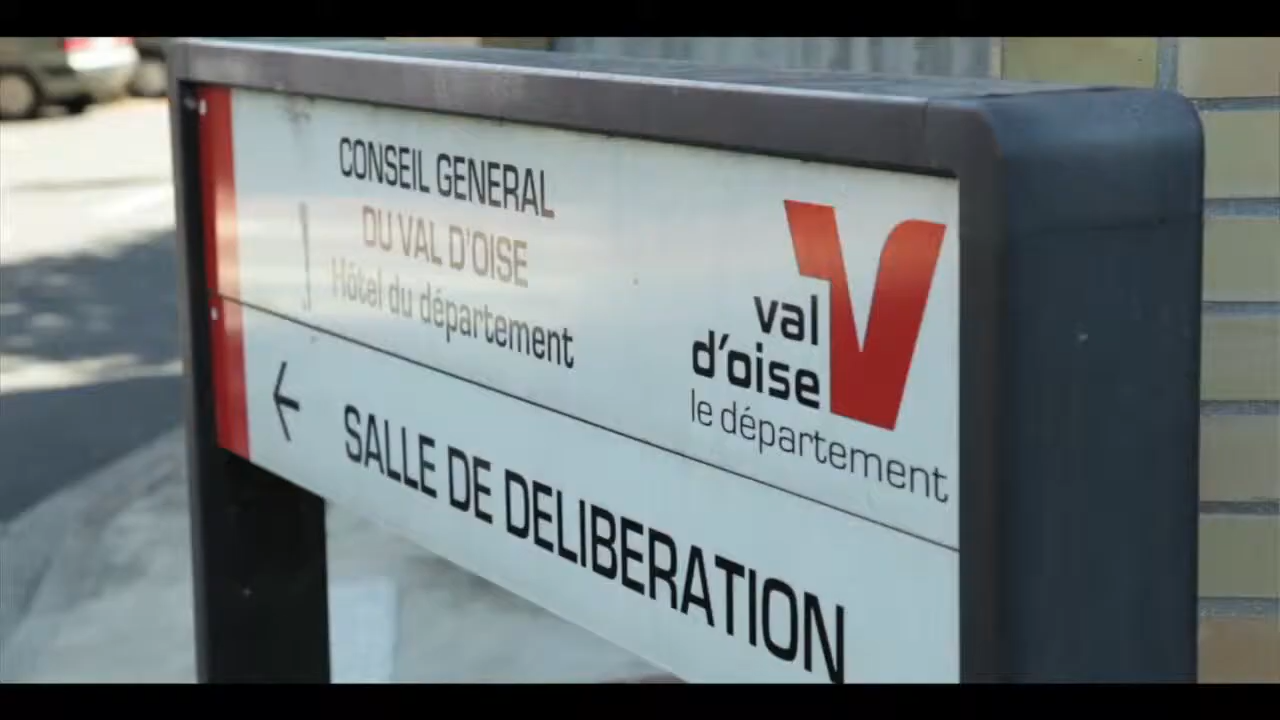 CONSEIL GENERAL
DU VAL D'OISE
Hôtel du département
val
d'oise
le département
← SALLE DE DELIBERATION